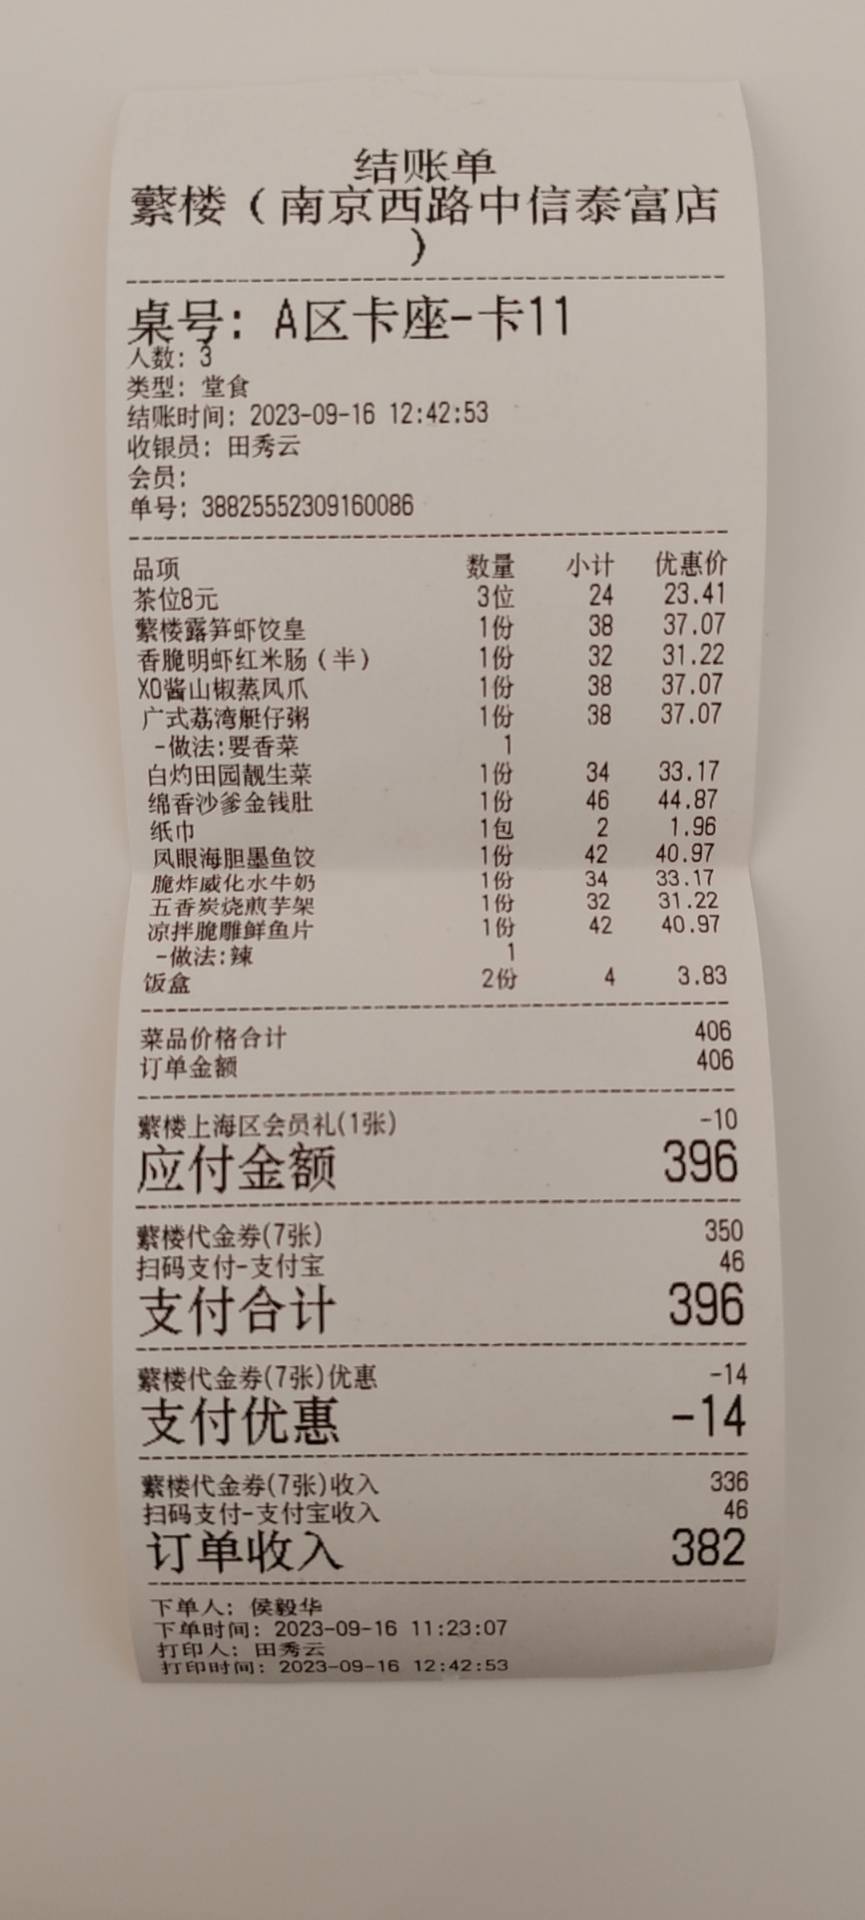 结账单
蘩楼（南京西路中信泰富店
）
桌号：A区卡座-卡11
人数：3
类型：堂食
结账时间：2023-09-16 12:42:53
收银员：田秀云
会员：
单号：38825552309160086
品项 数量 小计 优惠价
茶位8元 3位 24 23.41
蘩楼露笋虾饺皇 1份 38 37.07
香脆明虾红米肠（半） 1份 32 31.22
XO酱山椒蒸凤爪 1份 38 37.07
广式荔湾艇仔粥 1份 38 37.07
-做法:要香菜 1
白灼田园靓生菜 1份 34 33.17
绵香沙爹金钱肚 1份 46 44.87
纸巾 1包 2 1.96
凤眼海胆墨鱼饺 1份 42 40.97
脆炸威化水牛奶 1份 34 33.17
五香炭烧煎芋架 1份 32 31.22
凉拌脆雕鲜鱼片 1份 42 40.97
-做法:辣 1
饭盒 2份 4 3.83
菜品价格合计 406
订单金额 406
蘩楼上海区会员礼(1张) -10
应付金额 396
蘩楼代金券(7张) 350
扫码支付-支付宝 46
支付合计 396
蘩楼代金券(7张)优惠 -14
支付优惠 -14
蘩楼代金券(7张)收入 336
扫码支付-支付宝收入 46
订单收入 382
下单人：侯毅华
下单时间：2023-09-16 11:23:07
打印人：田秀云
打印时间：2023-09-16 12:42:53